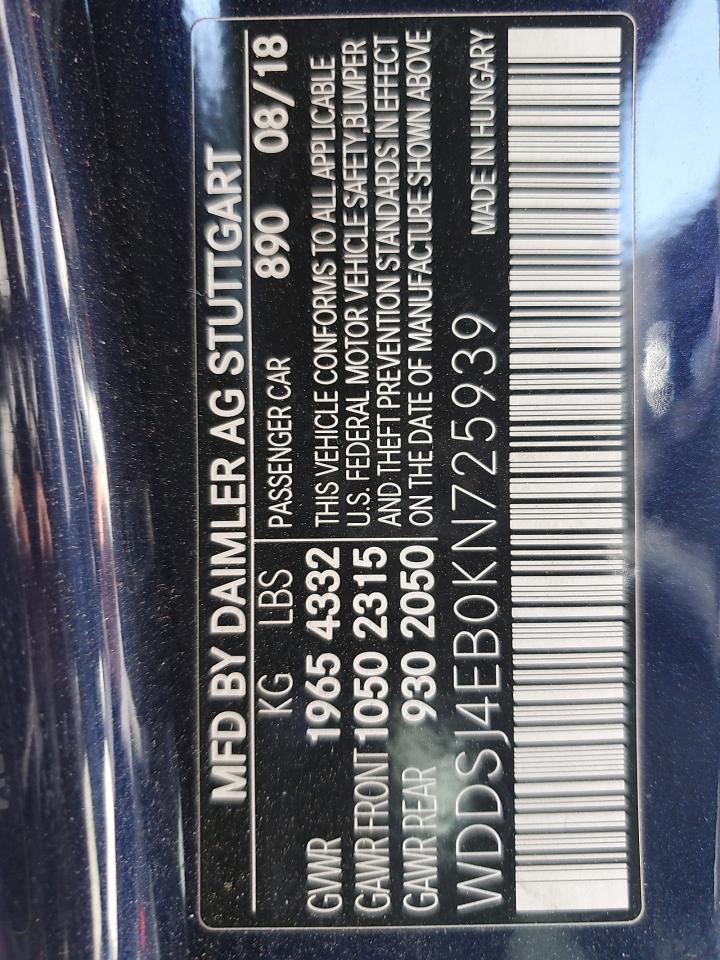 MFD BY DAIMLER AG STUTTGART
KG LBS PASSENGER CAR 890 08/18
GVWR 1965 4332 THIS VEHICLE CONFORMS TO ALL APPLICABLE
GAWR FRONT 1050 2315 U.S. FEDERAL MOTOR VEHICLE SAFETY,BUMPER
AND THEFT PREVENTION STANDARDS IN EFFECT
GAWR REAR 930 2050 ON THE DATE OF MANUFACTURE SHOWN ABOVE
WDDSJ4EB0KN725939 MADE IN HUNGARY